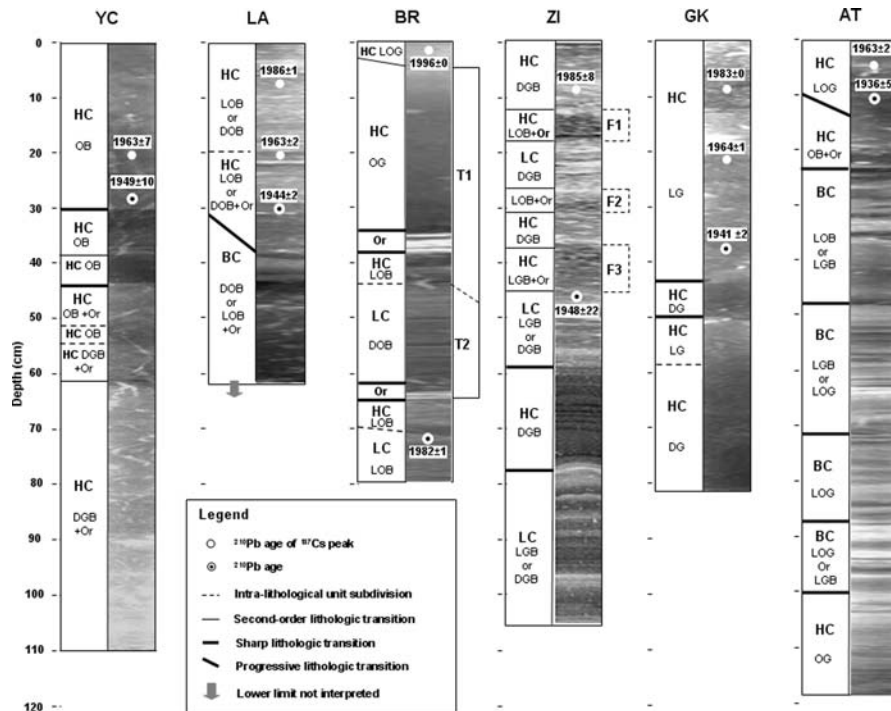 YC
LA
BR
ZI
GK
AT
Depth (cm)
0
10
20
30
40
50
60
70
80
90
100
110
120
HC
OB
1963±7
1949±10
HC
OB
HC OB
HC
OB +Or
HC OB
HC DGB
+Or
HC
DGB
+Or
HC
LOB
or
DOB
1986±1
1963±2
HC
LOB
or
DOB+Or
1944±2
BC
DOB
or
LOB
+Or
HC LOG
1996±0
HC
OG
T1
Or
HC
LOB
LC
DOB
T2
Or
HC
LOB
LC
LOB
1982±1
HC
DGB
1985±8
HC
LOB+Or
F1
LC
DGB
LOB+Or
F2
HC
DGB
HC
LGB+Or
F3
LC
LGB
or
DGB
1948±22
HC
DGB
LC
LGB
or
DGB
HC
LG
1983±0
1964±1
1941 ±2
HC
DG
HC
LG
HC
DG
HC
LOG
1963±2
1936±5
HC
OB+Or
BC
LOB
or
LGB
BC
LGB
or
LOG
BC
LOG
BC
LOG
Or
LGB
HC
OG
Legend
²¹⁰Pb age of ¹³⁷Cs peak
²¹⁰Pb age
Intra-lithological unit subdivision
Second-order lithologic transition
Sharp lithologic transition
Progressive lithologic transition
Lower limit not interpreted